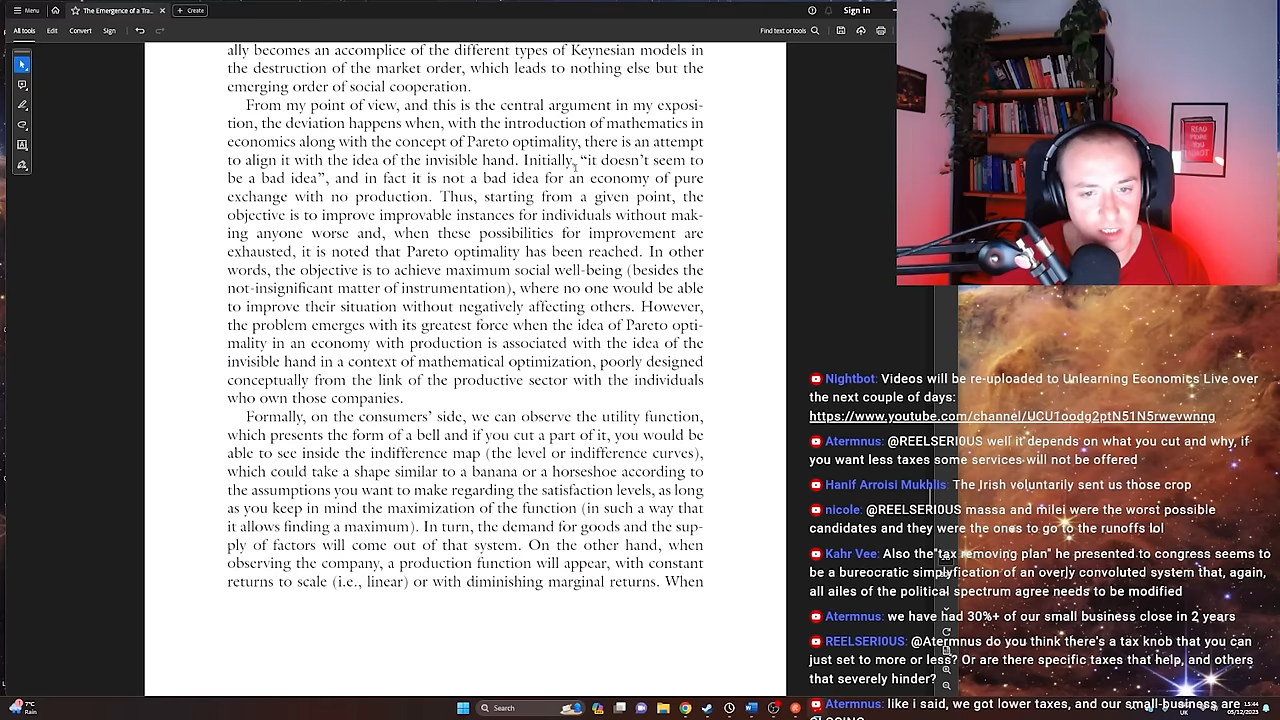 Menu
The Emergence of a Tra...
Create
Sign in
All tools
Edit
Convert
Sign
Find text or tools
ally becomes an accomplice of the different types of Keynesian models in
the destruction of the market order, which leads to nothing else but the
emerging order of social cooperation.
From my point of view, and this is the central argument in my exposi-
tion, the deviation happens when, with the introduction of mathematics in
economics along with the concept of Pareto optimality, there is an attempt
to align it with the idea of the invisible hand. Initially, “it doesn’t seem to
be a bad idea”, and in fact it is not a bad idea for an economy of pure
exchange with no production. Thus, starting from a given point, the
objective is to improve improvable instances for individuals without mak-
ing anyone worse and, when these possibilities for improvement are
exhausted, it is noted that Pareto optimality has been reached. In other
words, the objective is to achieve maximum social well-being (besides the
not-insignificant matter of instrumentation), where no one would be able
to improve their situation without negatively affecting others. However,
the problem emerges with its greatest force when the idea of Pareto opti-
mality in an economy with production is associated with the idea of the
invisible hand in a context of mathematical optimization, poorly designed
conceptually from the link of the productive sector with the individuals
who own those companies.
Formally, on the consumers’ side, we can observe the utility function,
which presents the form of a bell and if you cut a part of it, you would be
able to see inside the indifference map (the level or indifference curves),
which could take a shape similar to a banana or a horseshoe according to
the assumptions you want to make regarding the satisfaction levels, as long
as you keep in mind the maximization of the function (in such a way that
it allows finding a maximum). In turn, the demand for goods and the sup-
ply of factors will come out of that system. On the other hand, when
observing the company, a production function will appear, with constant
returns to scale (i.e., linear) or with diminishing marginal returns. When
READ
MORE
Nightbot: Videos will be re-uploaded to Unlearning Economics Live over
the next couple of days:
https://www.youtube.com/channel/UCU1oodg2ptN51N5rwevwnng
Atermnus: @REELSERI0US well it depends on what you cut and why, if
you want less taxes some services will not be offered
Hanif Arroisi Mukhlis: The Irish voluntarily sent us those crop
nicole: @REELSERI0US massa and milei were the worst possible
candidates and they were the ones to go to the runoffs lol
Kahr Vee: Also the "tax removing plan" he presented to congress seems to
be a bureocratic simplyfication of an overly convoluted system that, again,
all ailes of the political spectrum agree needs to be modified
Atermnus: we have had 30%+ of our small business close in 2 years
REELSERI0US: @Atermnus do you think there's a tax knob that you can
just set to more or less? Or are there specific taxes that help, and others
that severely hinder?
Atermnus: like i said, we got lower taxes, and our small business are
7°C
Rain
Search
UK
15:44
05/12/2023